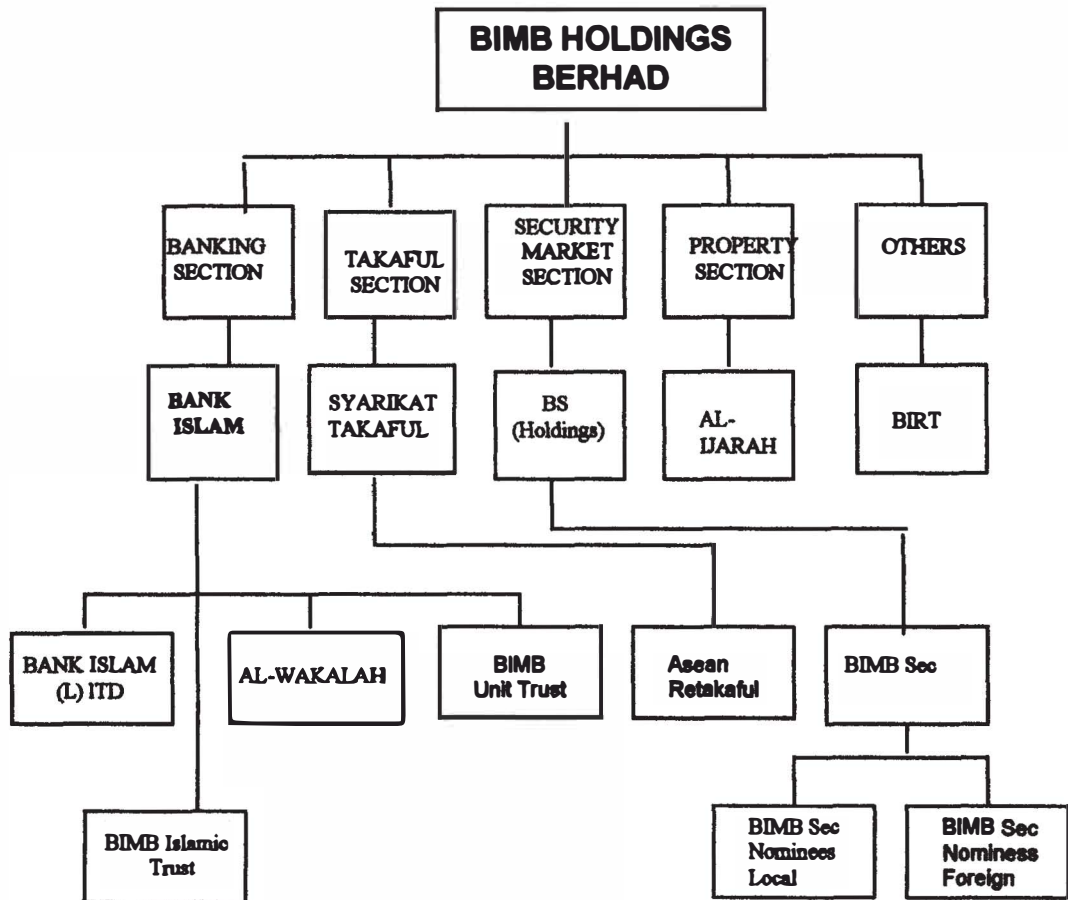 BIMB HOLDINGS
BERHAD
BANKING
SECTION
TAKAFUL
SECTION
SECURITY
MARKET
SECTION
PROPERTY
SECTION
OTHERS
BANK
ISLAM
SYARIKAT
TAKAFUL
BS
(Holdings)
AL-
IJARAH
BIRT
BANK ISLAM
(L) ITD
AL-WAKALAH
BIMB
Unit Trust
Asean
Retakaful
BIMB Sec
BIMB Islamic
Trust
BIMB Sec
Nominees
Local
BIMB Sec
Nominess
Foreign